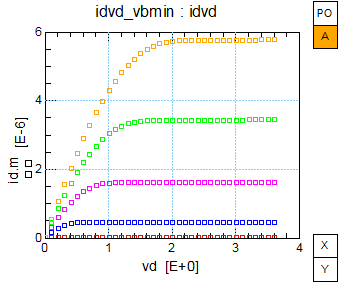 idvd_vbmin : idvd
PO
A
6
4
2
0
id.m [E-6]
0 1 2 3 4
vd [E+0]
X
Y